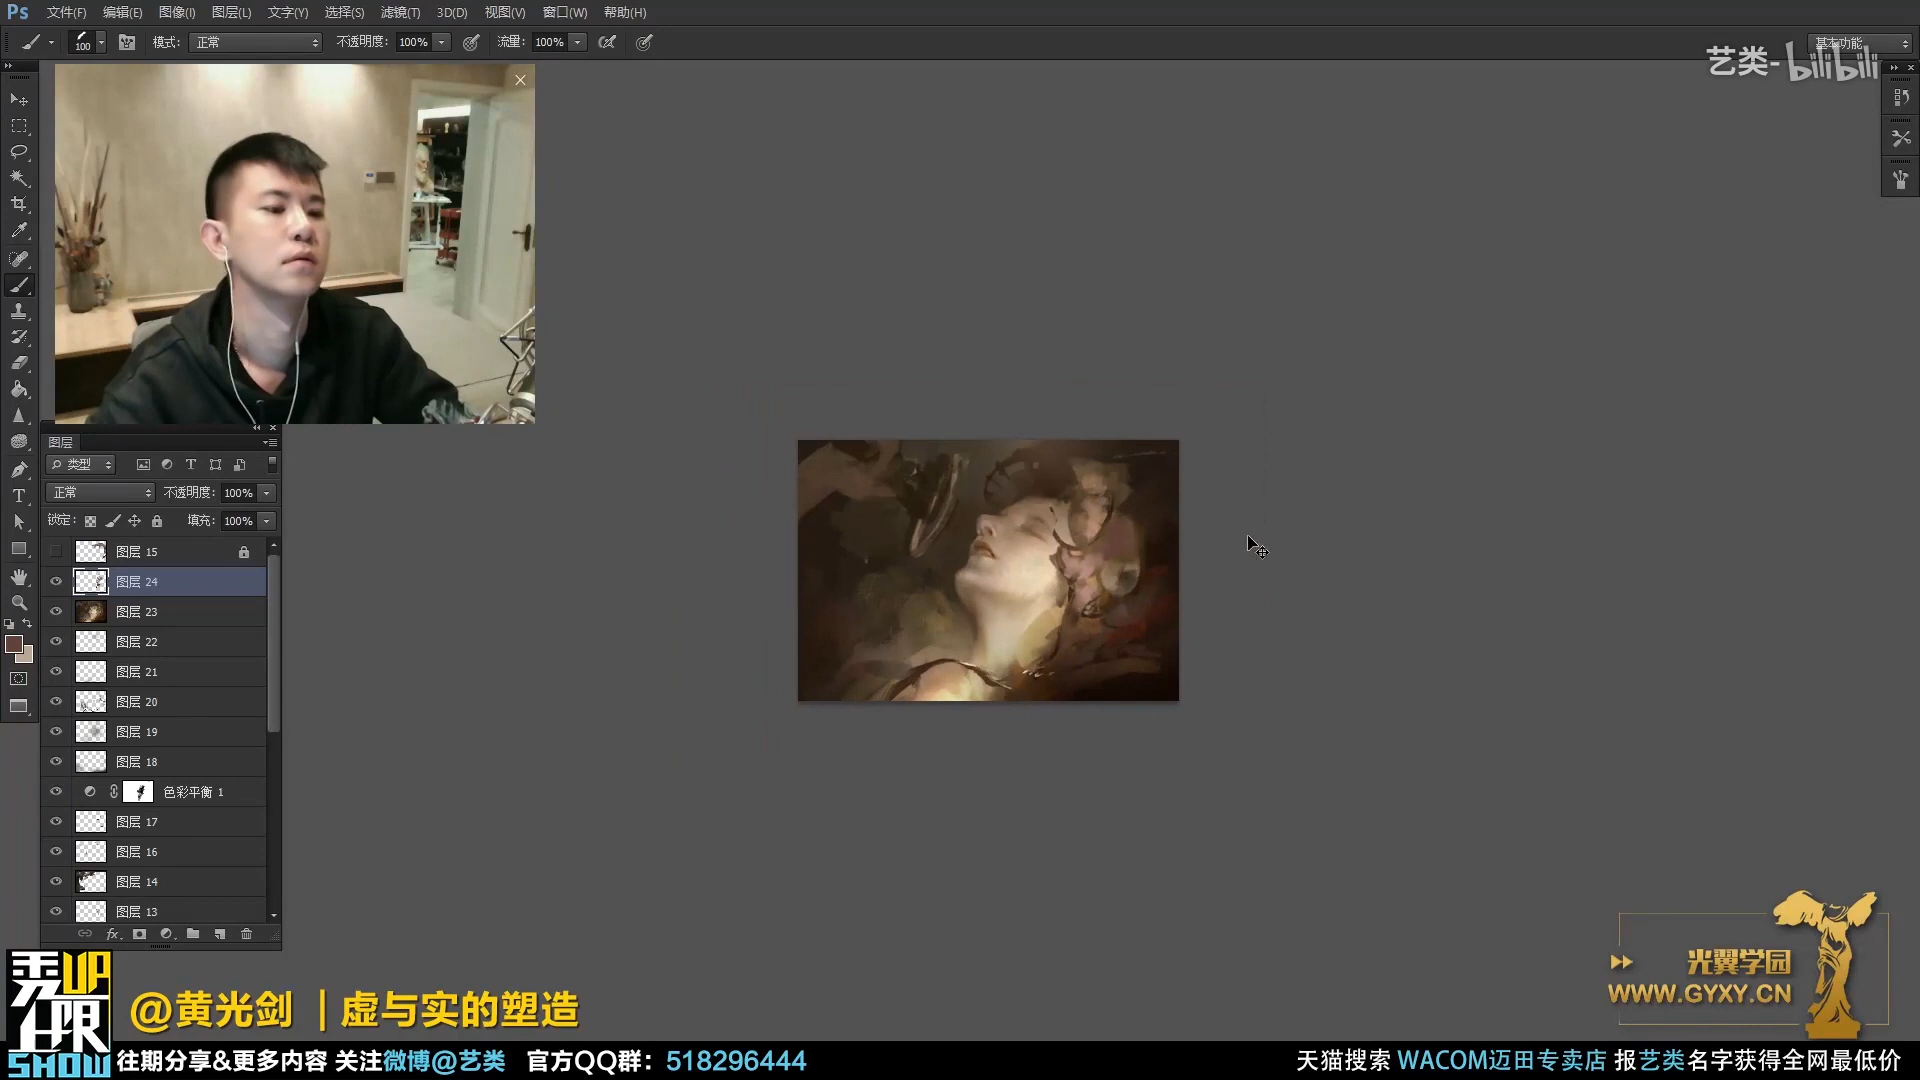 Ps 文件(F) 编辑(E) 图像(I) 图层(L) 文字(Y) 选择(S) 滤镜(T) 3D(D) 视图(V) 窗口(W) 帮助(H)
100 模式: 正常 不透明度: 100% 流量: 100% 基本功能
艺类- bilibili
图层
类型
正常 不透明度: 100%
锁定: 填充: 100%
图层 15
图层 24
图层 23
图层 22
图层 21
图层 20
图层 19
图层 18
色彩平衡 1
图层 17
图层 16
图层 14
图层 13
fx
光翼学园
WWW.GYXY.CN
UP
SHOW
@黄光剑 | 虚与实的塑造
往期分享&更多内容 关注微博@艺类 官方QQ群: 518296444
天猫搜索 WACOM迈田专卖店 报艺类名字获得全网最低价